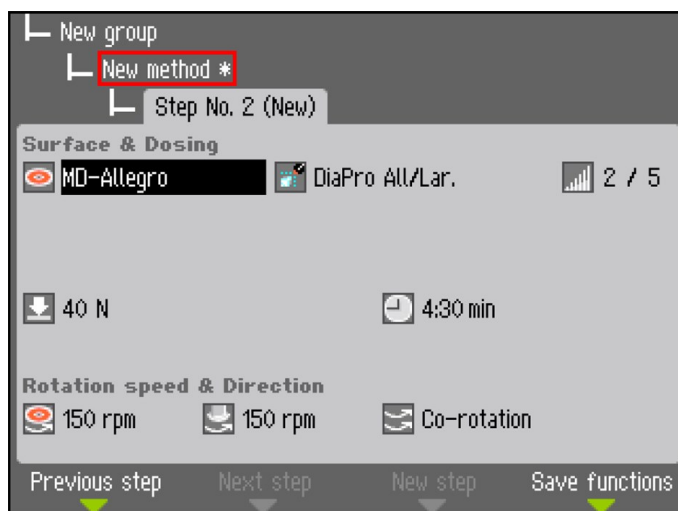 New group
New method *
Step No. 2 (New)
Surface & Dosing
MD-Allegro DiaPro All/Lar. 2 / 5
40 N 4:30 min
Rotation speed & Direction
150 rpm 150 rpm Co-rotation
Previous step Next step New step Save functions